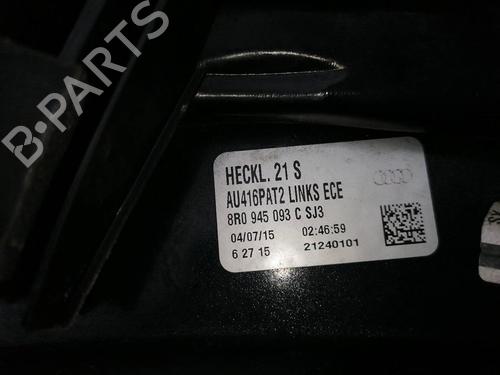 B-PARTS
HECKL. 21 S
AU416PAT2 LINKS ECE
8R0 945 093 C SJ3
04/07/15 02:46:59
6 27 15 21240101